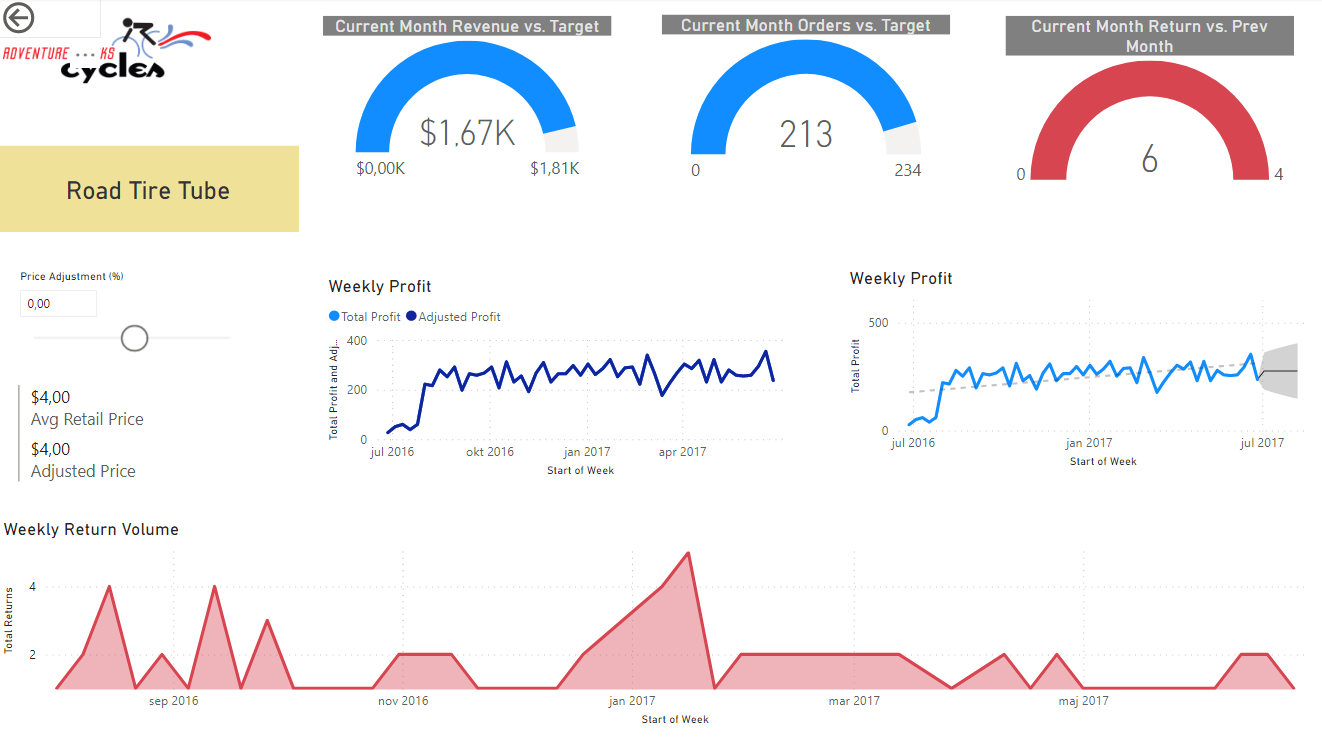 ADVENTURE ... KS
cycles
Current Month Revenue vs. Target
$1,67K
$0,00K
$1,81K
Current Month Orders vs. Target
213
0
234
Current Month Return vs. Prev
Month
6
0
4
Road Tire Tube
Price Adjustment (%)
0,00
$4,00
Avg Retail Price
$4,00
Adjusted Price
Weekly Profit
Total Profit
Adjusted Profit
Total Profit and Adj...
400
200
0
jul 2016
okt 2016
jan 2017
apr 2017
Start of Week
Weekly Profit
Total Profit
500
0
jul 2016
jan 2017
jul 2017
Start of Week
Weekly Return Volume
Total Returns
4
2
sep 2016
nov 2016
jan 2017
mar 2017
maj 2017
Start of Week